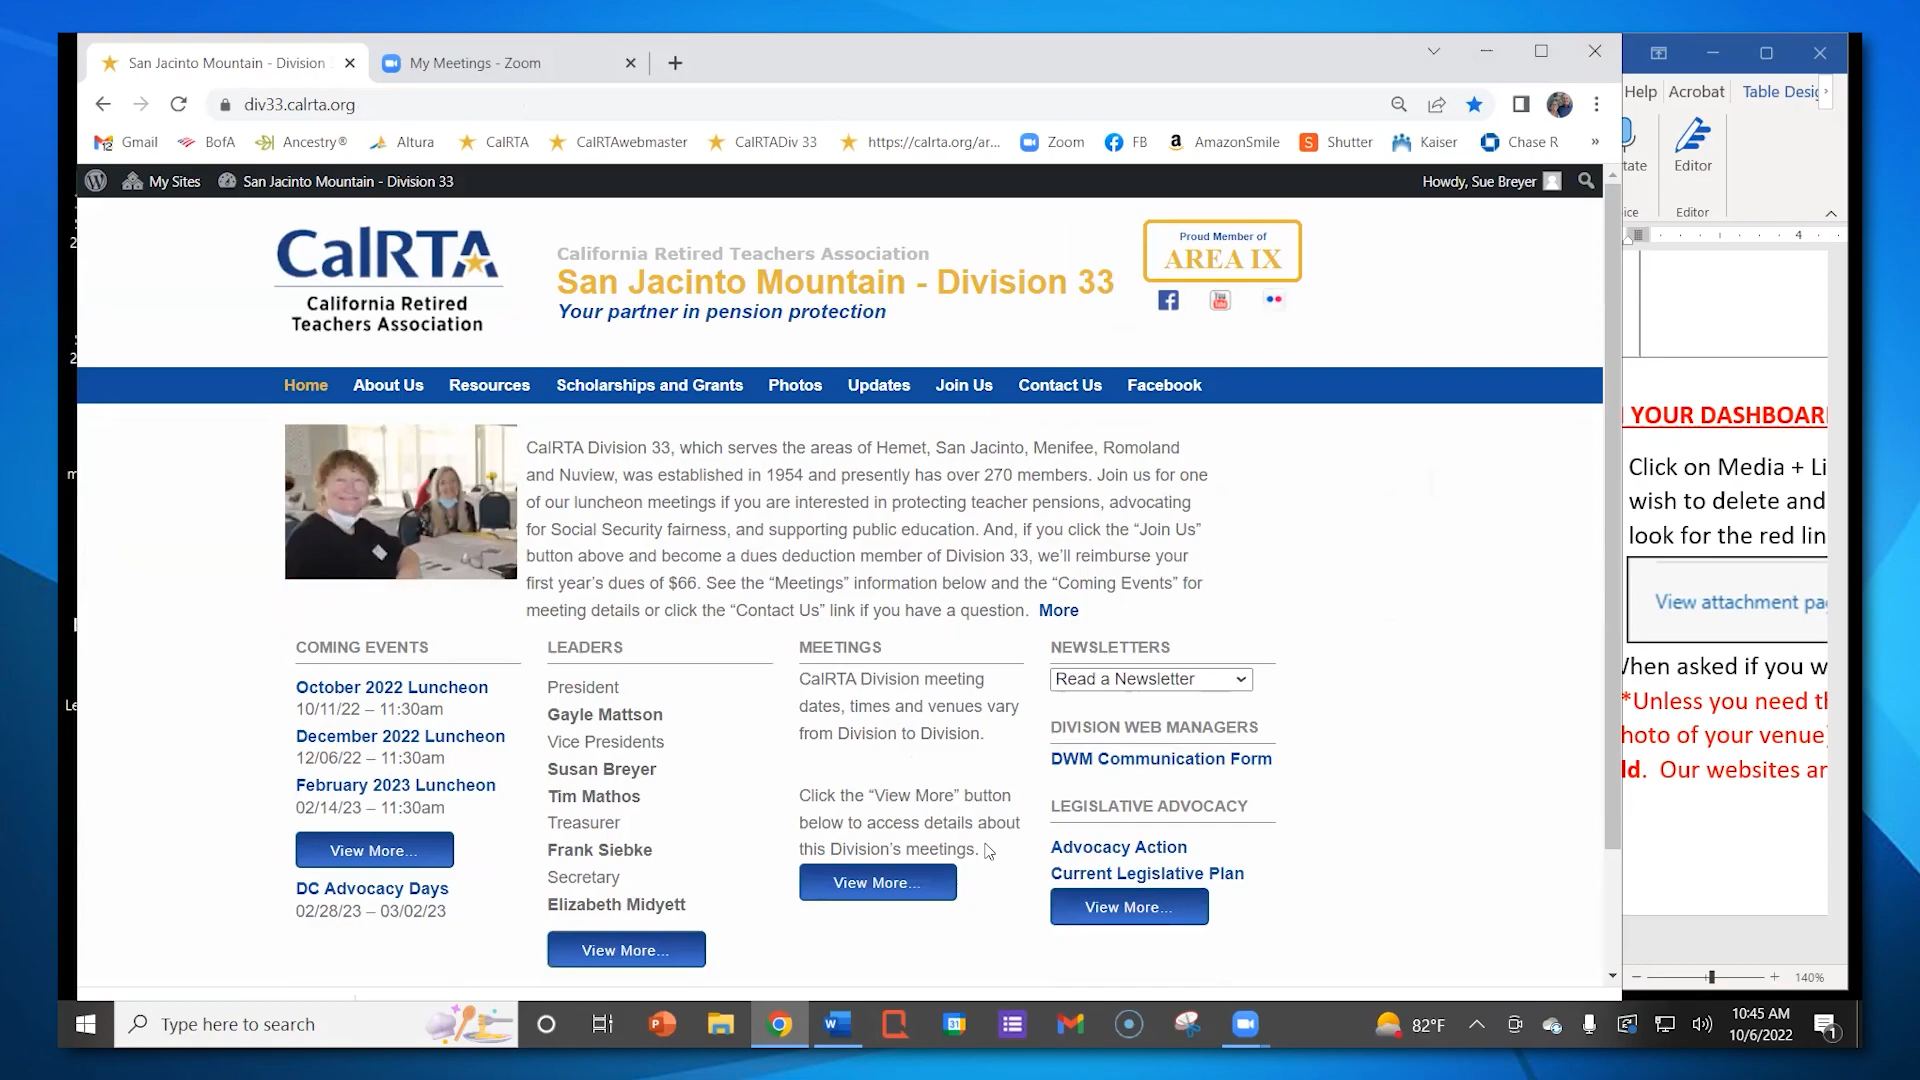 San Jacinto Mountain - Division
My Meetings - Zoom
div33.calrta.org
Gmail BofA Ancestry® Altura CalRTA CalRTAwebmaster CalRTADiv 33 https://calrta.org/ar... Zoom FB AmazonSmile Shutter Kaiser Chase R »
My Sites San Jacinto Mountain - Division 33 Howdy, Sue Breyer
CalRTA
California Retired
Teachers Association
California Retired Teachers Association
San Jacinto Mountain - Division 33
Your partner in pension protection
Proud Member of
AREA IX
Home About Us Resources Scholarships and Grants Photos Updates Join Us Contact Us Facebook
CalRTA Division 33, which serves the areas of Hemet, San Jacinto, Menifee, Romoland
and Nuview, was established in 1954 and presently has over 270 members. Join us for one
of our luncheon meetings if you are interested in protecting teacher pensions, advocating
for Social Security fairness, and supporting public education. And, if you click the “Join Us”
button above and become a dues deduction member of Division 33, we’ll reimburse your
first year’s dues of $66. See the “Meetings” information below and the “Coming Events” for
meeting details or click the “Contact Us” link if you have a question. More
COMING EVENTS
October 2022 Luncheon
10/11/22 – 11:30am
December 2022 Luncheon
12/06/22 – 11:30am
February 2023 Luncheon
02/14/23 – 11:30am
View More...
DC Advocacy Days
02/28/23 – 03/02/23
LEADERS
President
Gayle Mattson
Vice Presidents
Susan Breyer
Tim Mathos
Treasurer
Frank Siebke
Secretary
Elizabeth Midyett
View More...
MEETINGS
CalRTA Division meeting
dates, times and venues vary
from Division to Division.
Click the “View More” button
below to access details about
this Division’s meetings.
View More...
NEWSLETTERS
Read a Newsletter
DIVISION WEB MANAGERS
DWM Communication Form
LEGISLATIVE ADVOCACY
Advocacy Action
Current Legislative Plan
View More...
Help Acrobat Table Desig
Editor
Editor
4
YOUR DASHBOAR
Click on Media + Li
wish to delete and
look for the red lin
View attachment pag
hen asked if you w
*Unless you need th
hoto of your venue)
ld. Our websites ar
140%
Type here to search
31
82°F
10:45 AM
10/6/2022
1